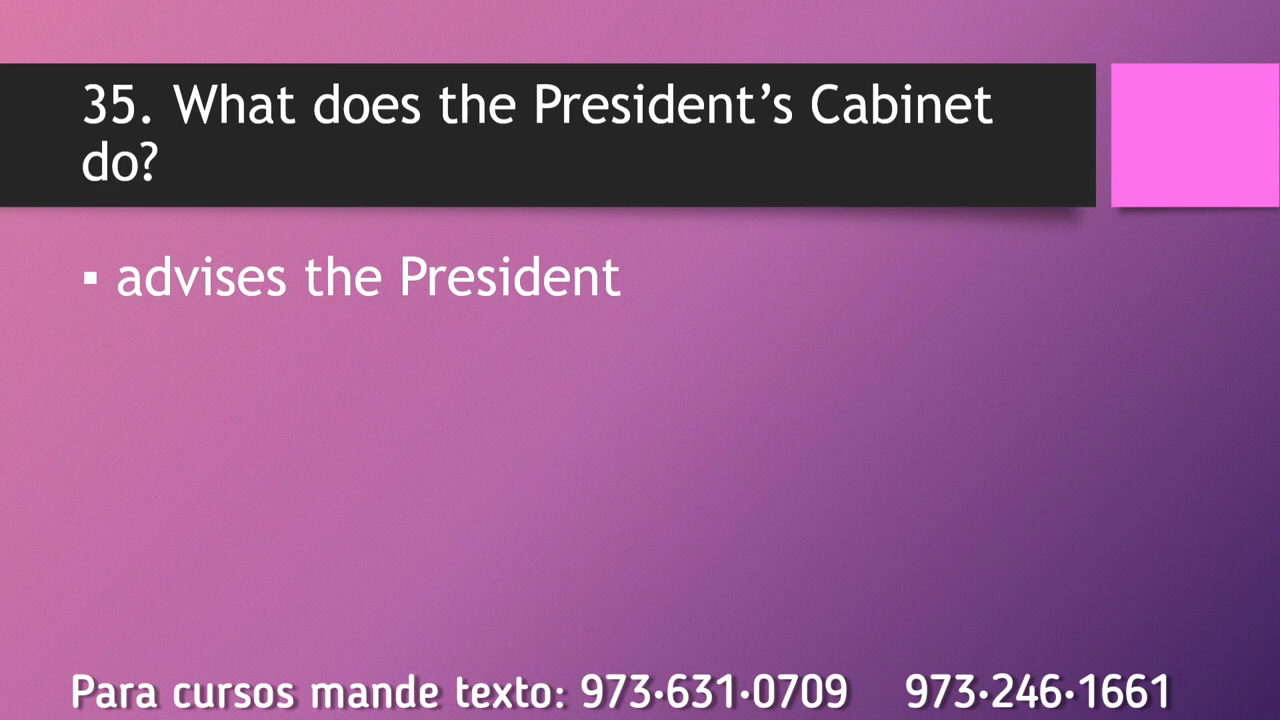 35. What does the President’s Cabinet
do?
▪ advises the President
Para cursos mande texto: 973·631·0709 973·246·1661